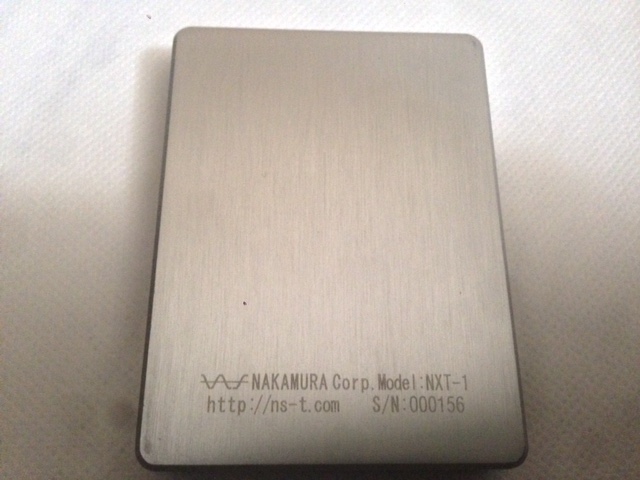 NAKAMURA Corp. Model:NXT-1
http://ns-t.com S/N:000156